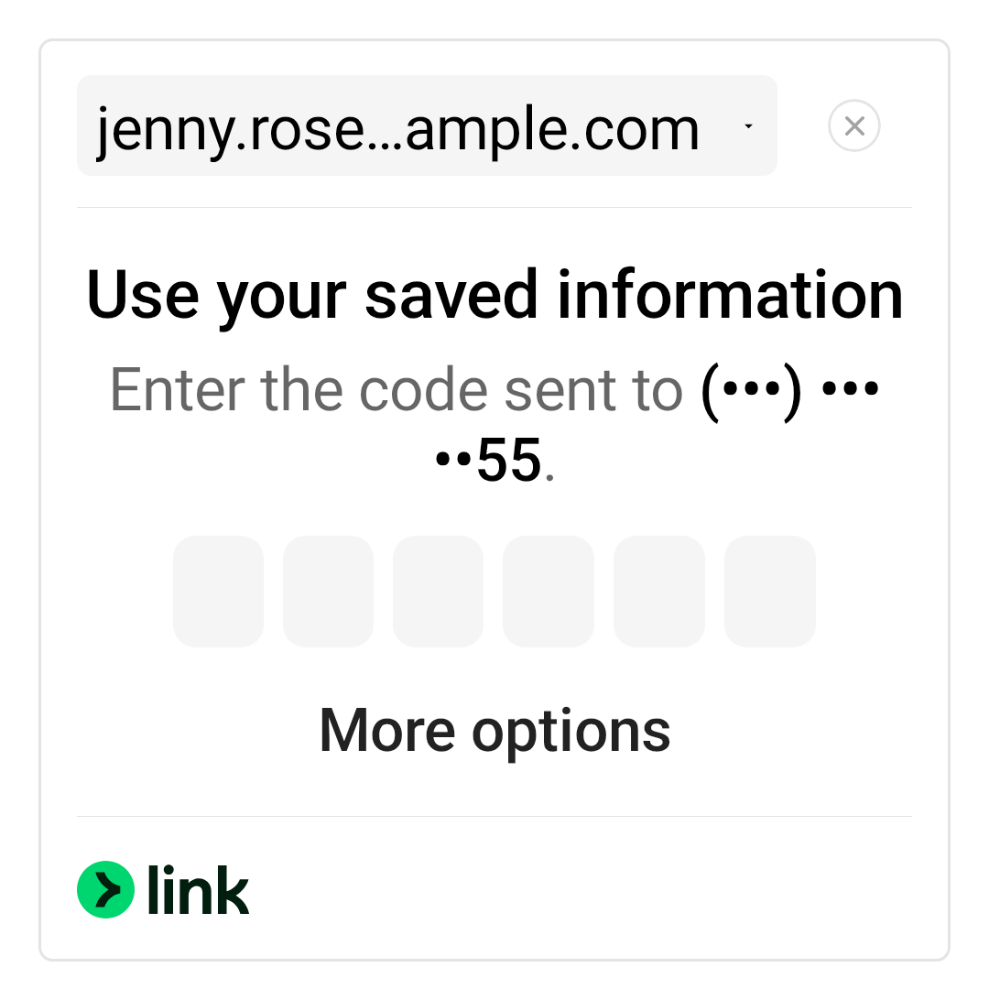 jenny.rose...ample.com
Use your saved information
Enter the code sent to (•••) •••
••55.
More options
link